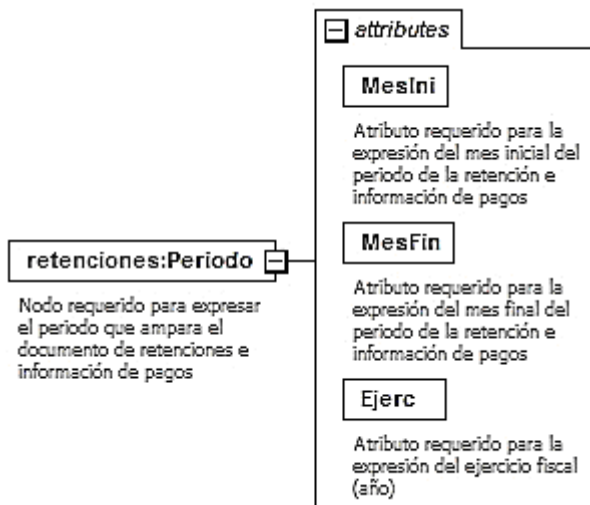 attributes
MesIni
Atributo requerido para la
expresión del mes inicial del
periodo de la retención e
información de pagos
retenciones:Periodo
Nodo requerido para expresar
el periodo que ampara el
documento de retenciones e
información de pagos
MesFin
Atributo requerido para la
expresión del mes final del
periodo de la retención e
información de pagos
Ejerc
Atributo requerido para la
expresión del ejercicio fiscal
(año)